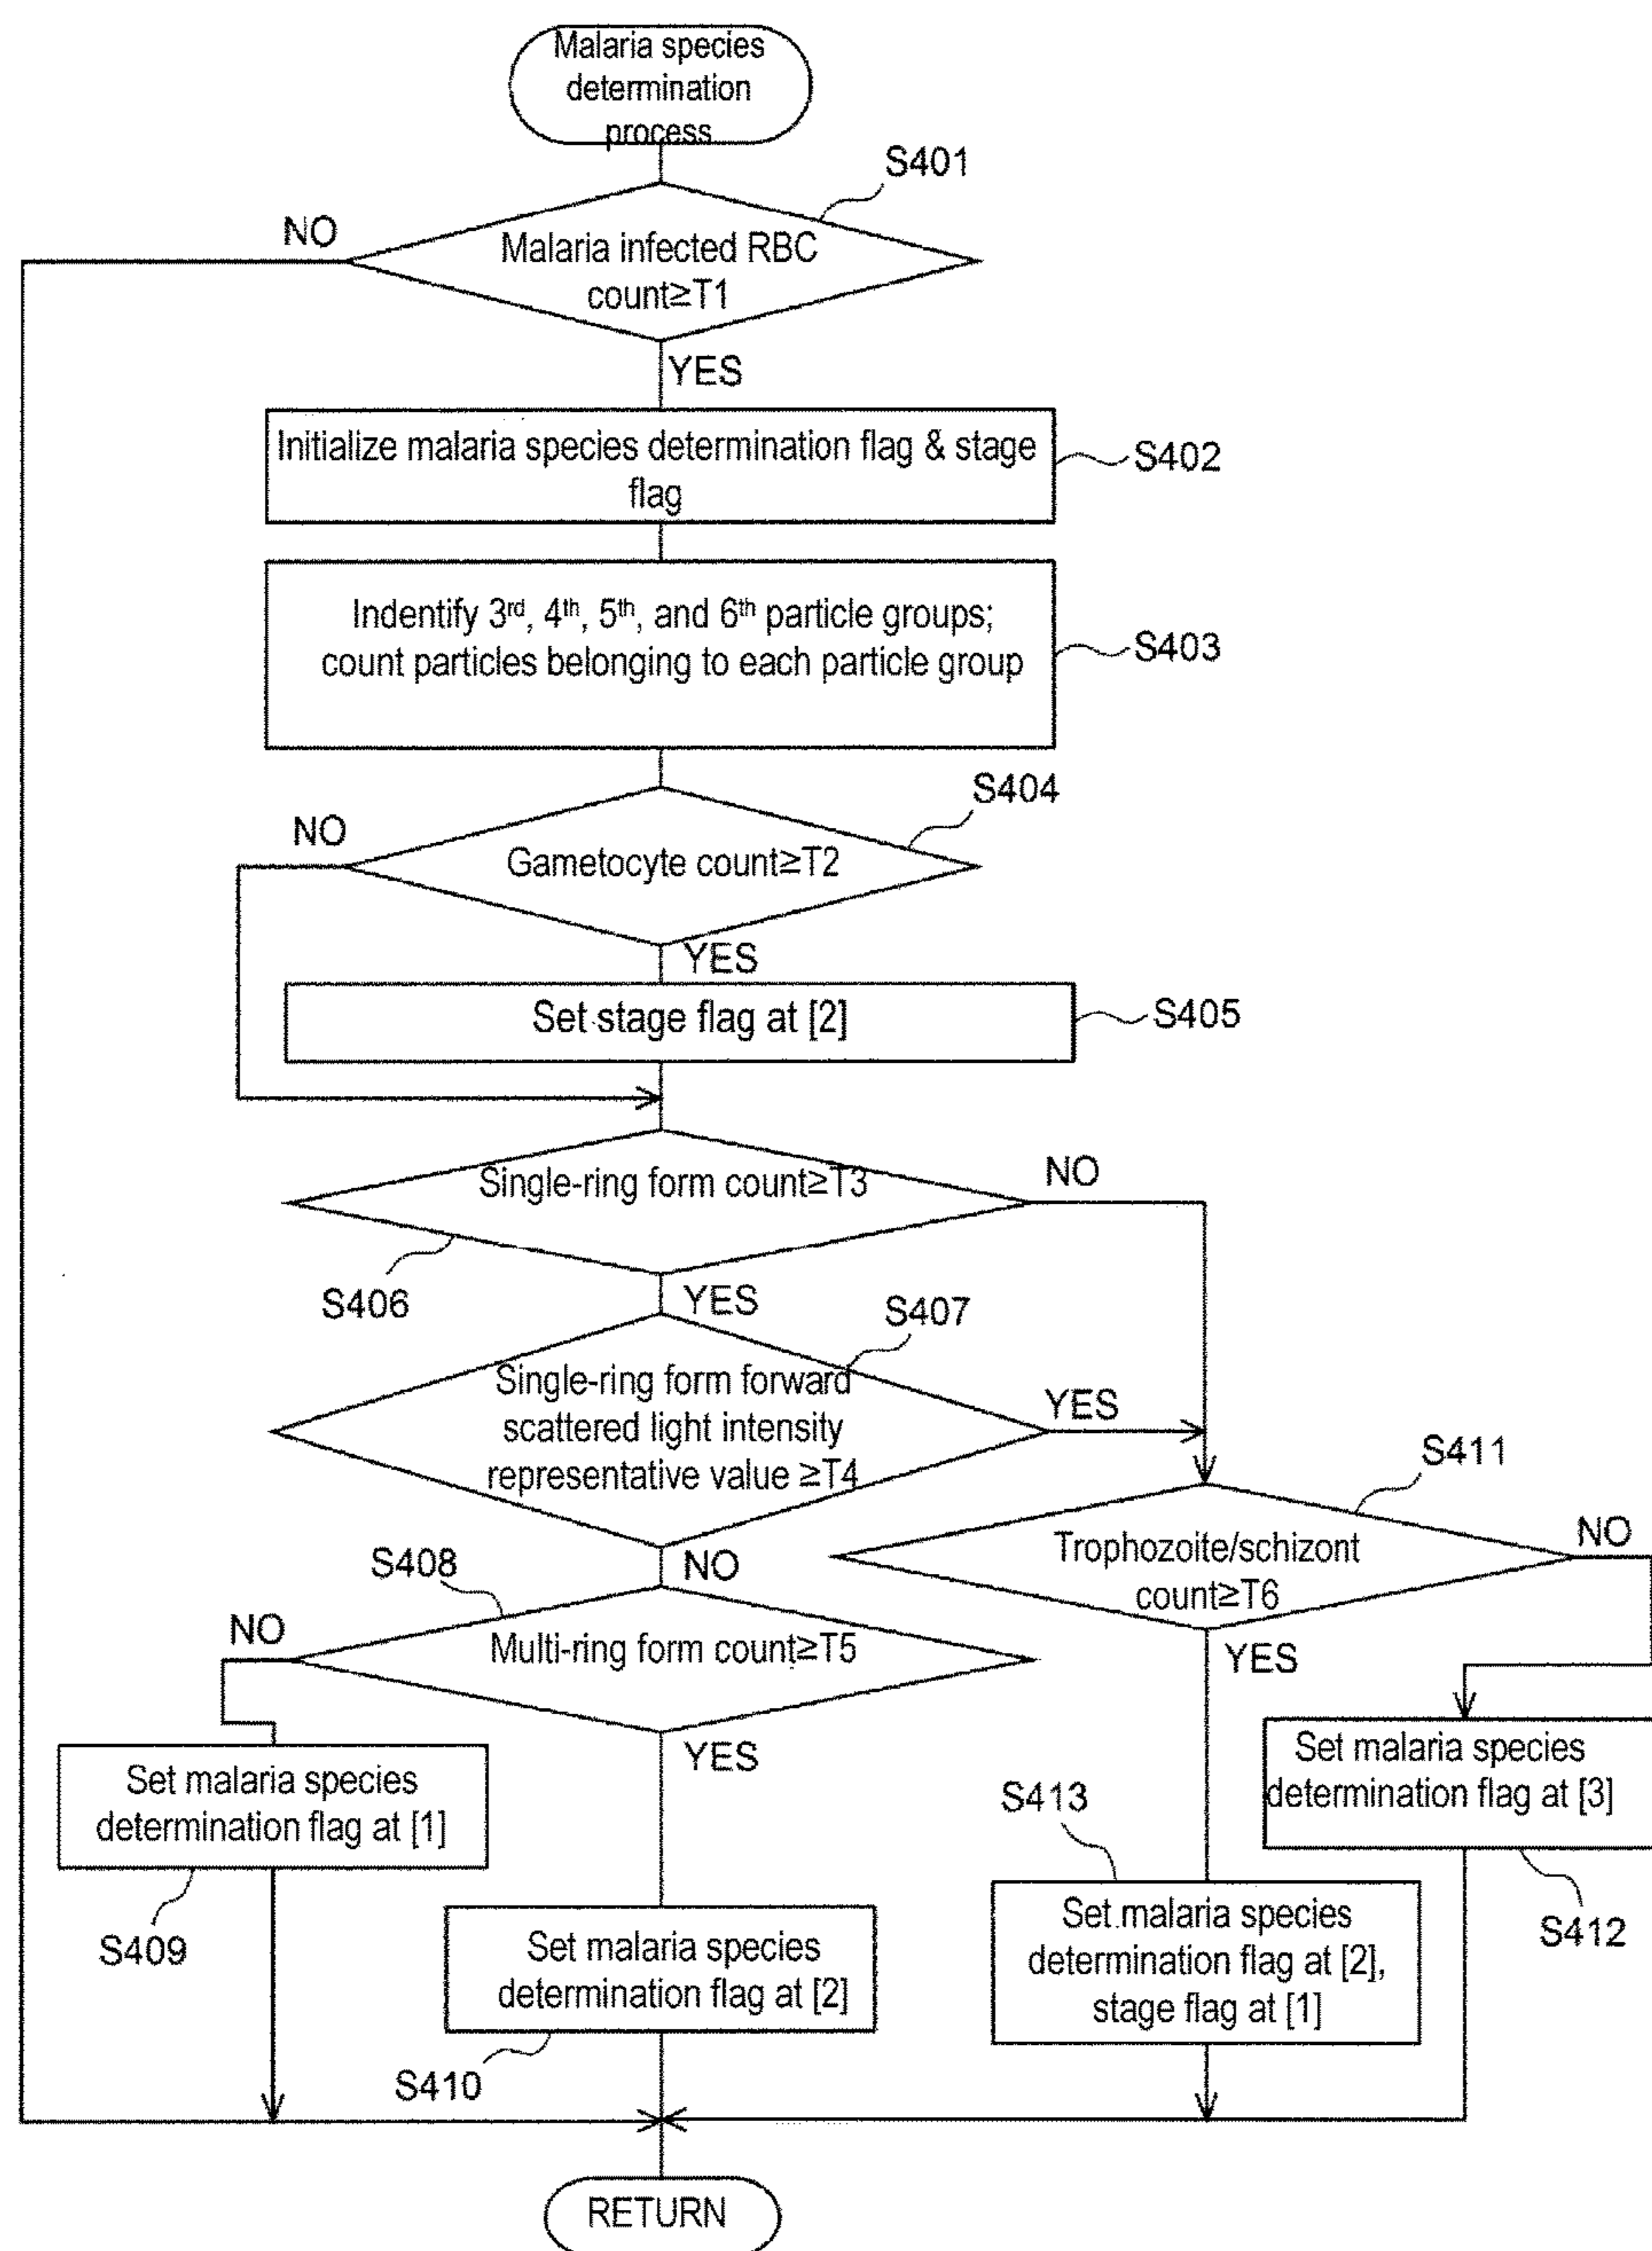 Malaria species
determination
process
S401
NO
Malaria infected RBC
count≥T1
YES
Initialize malaria species determination flag & stage
flag
S402
Indentify 3rd, 4th, 5th, and 6th particle groups;
count particles belonging to each particle group
S403
S404
NO
Gametocyte count≥T2
YES
Set stage flag at [2]
S405
Single-ring form count≥T3
NO
S406
YES
S407
Single-ring form forward
scattered light intensity
representative value ≥T4
YES
S411
NO
Trophozoite/schizont
count≥T6
NO
S408
NO
Multi-ring form count≥T5
YES
YES
Set malaria species
determination flag at [1]
S409
Set malaria species
determination flag at [2]
S410
S413
Set malaria species
determination flag at [2],
stage flag at [1]
Set malaria species
determination flag at [3]
S412
RETURN